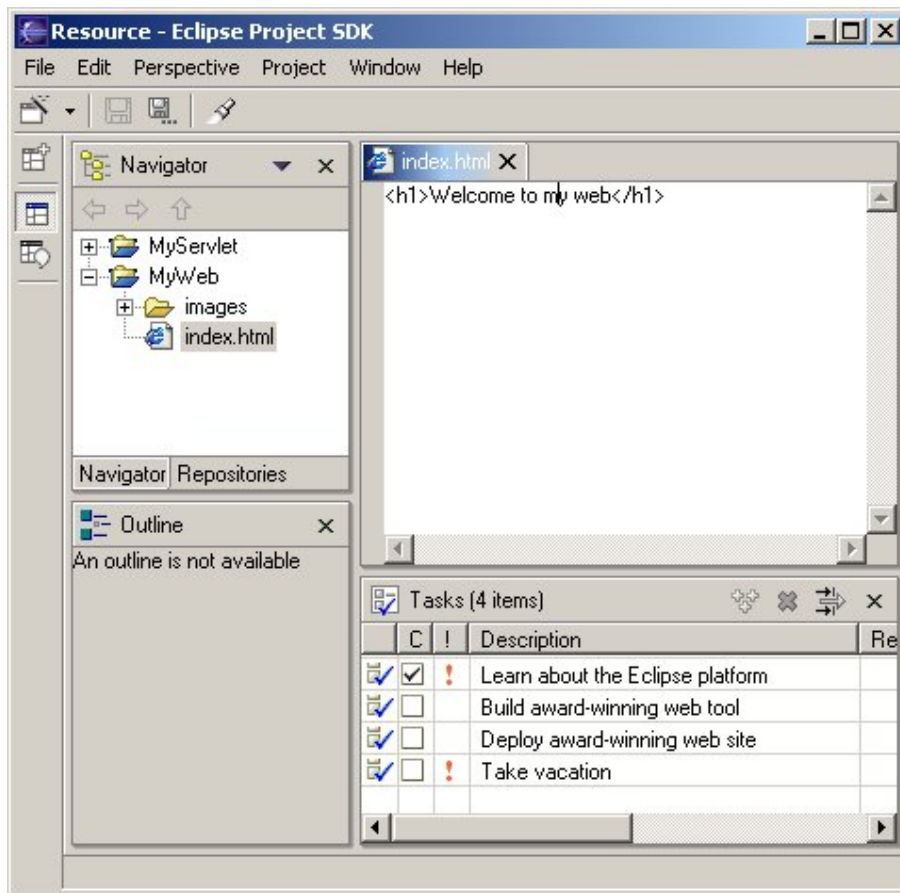 Resource - Eclipse Project SDK
File Edit Perspective Project Window Help
Navigator
MyServlet
MyWeb
images
index.html
Navigator Repositories
Outline
An outline is not available
index.html
<h1>Welcome to my web</h1>
Tasks (4 items)
C ! Description Re
! Learn about the Eclipse platform
Build award-winning web tool
Deploy award-winning web site
! Take vacation